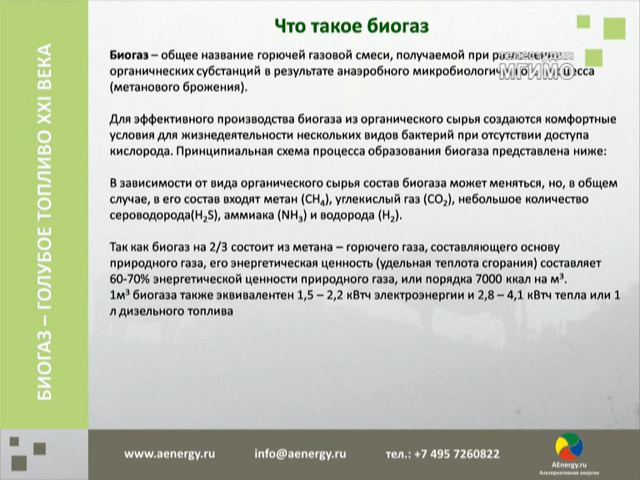 Что такое биогаз
Биогаз – общее название горючей газовой смеси, получаемой при
органичнеских субстанций в результате анаэробного
(метанового брожения).
Для эффективного производства биогаза из органического сырья создаются комфортные
условия для жизнедеятельности нескольких видов бактерий при отсутствии доступа
кислорода. Принципиальная схема процесса образования биогаза представлена ниже:
В зависимости от вида органического сырья состав биогаза может меняться, но, в общем
случае, в его состав входят метан (CH₄), углекислый газ (CO₂), небольшое количество
сероводорода(H₂S), аммиака (NH₃) и водорода (H₂).
Так как биогаз на 2/3 состоит из метана – горючего газа, составляющего основу
природного газа, его энергетическая ценность (удельная теплота сгорания) составляет
60-70% энергетической ценности природного газа, или порядка 7000 ккал на м³.
1м³ биогаза также эквивалентен 1,5 – 2,2 кВтч электроэнергии и 2,8 – 4,1 кВтч тепла или 1
л дизельного топлива
БИОГАЗ – ГОЛУБОЕ ТОПЛИВО XXI ВЕКА
МГИМО
www.aenergy.ru info@aenergy.ru тел.: +7 495 7260822
AEnergy.ru
Альтернативная энергия